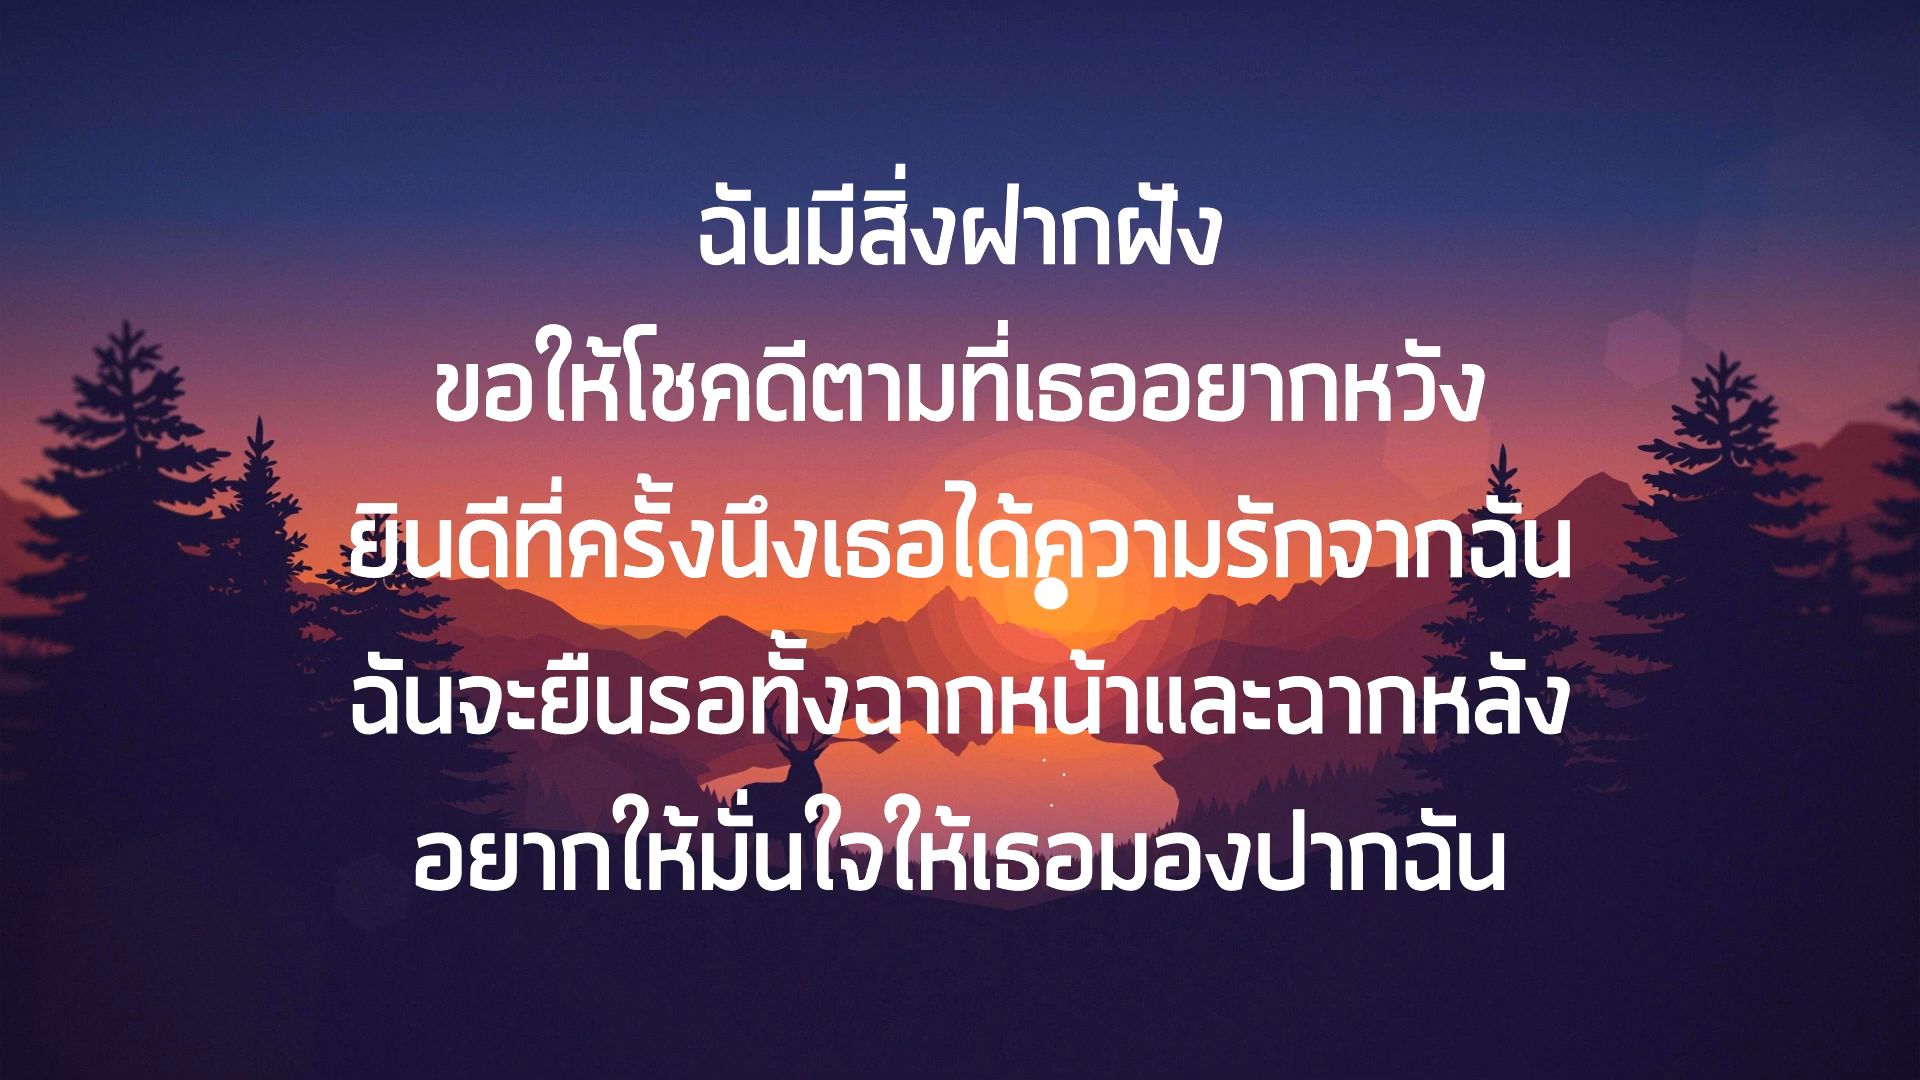 ฉันมีสิ่งฝากฝัง
ขอให้โชคดีตามที่เธออยากหวัง
ยินดีที่ครั้งนึงเธอได้ความรักจากฉัน
ฉันจะยืนรอทั้งฉากหน้าและฉากหลัง
อยากให้มั่นใจให้เธอมองปากฉัน